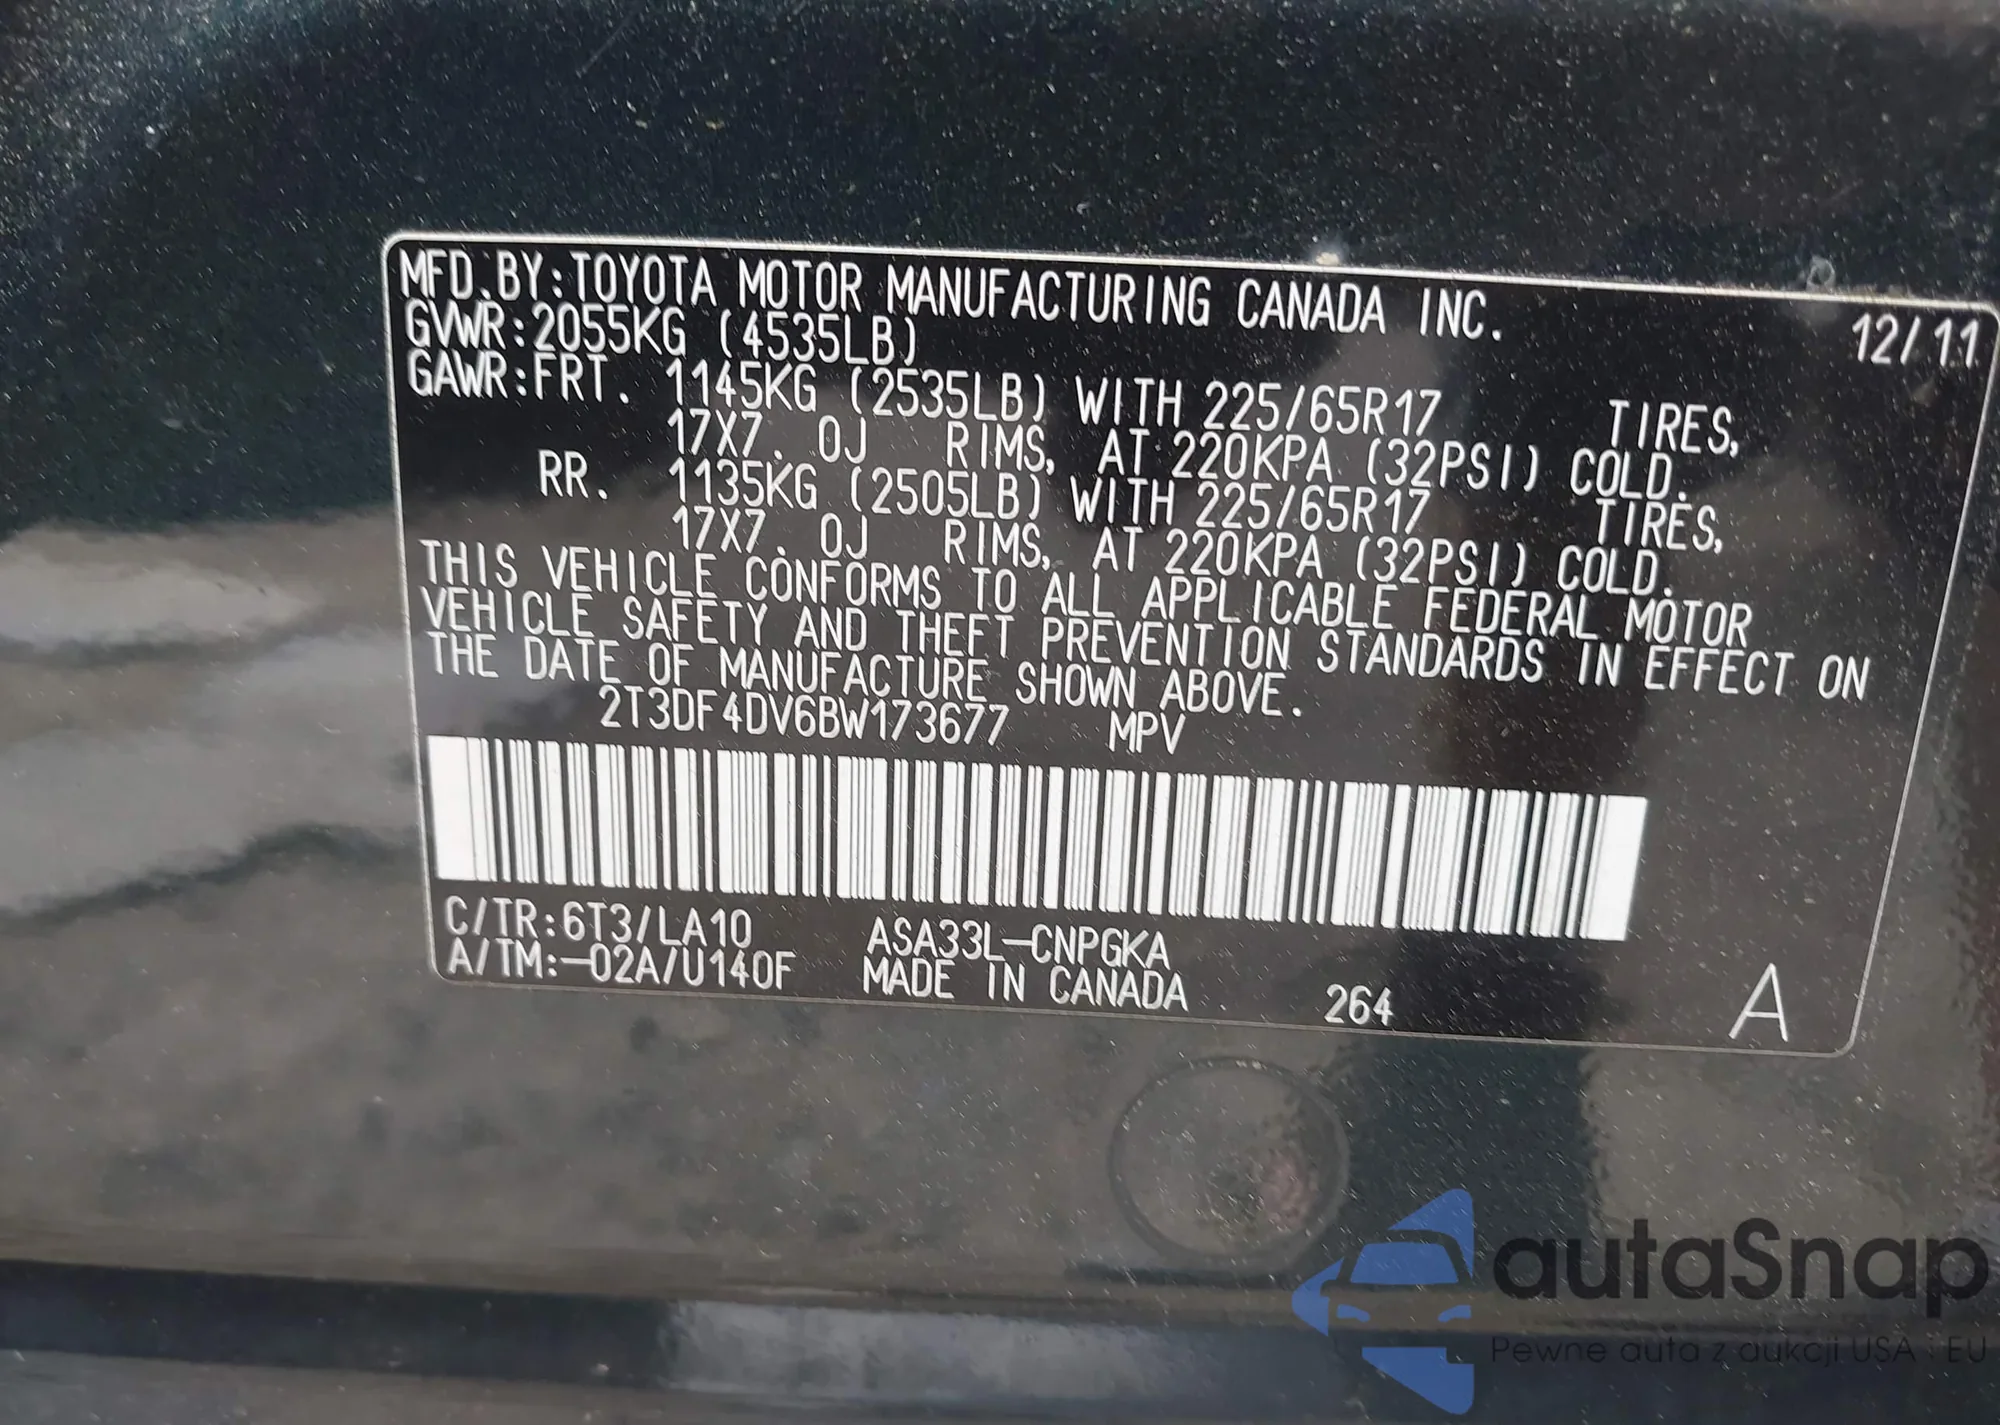 MFD. BY: TOYOTA MOTOR MANUFACTURING CANADA INC.
12/11
GVWR: 2055KG (4535LB)
GAWR: FRT. 1145KG (2535LB) WITH 225/65R17 TIRES,
17X7.0J RIMS, AT 220KPA (32PSI) COLD.
RR. 1135KG (2505LB) WITH 225/65R17 TIRES,
17X7.0J RIMS, AT 220KPA (32PSI) COLD.
THIS VEHICLE CONFORMS TO ALL APPLICABLE FEDERAL MOTOR
VEHICLE SAFETY AND THEFT PREVENTION STANDARDS IN EFFECT ON
THE DATE OF MANUFACTURE SHOWN ABOVE.
2T3DF4DV6BW173677 MPV
C/TR:6T3/LA10 ASA33L-CNPGKA
A/TM:-02A/U140F MADE IN CANADA 264 A
autaSnap
Pewne auta z aukcji USA i EU